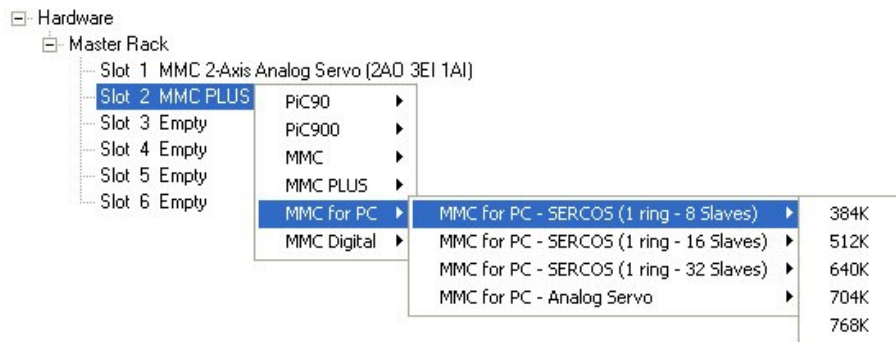 Hardware
Master Rack
Slot 1 MMC 2-Axis Analog Servo (2AO 3EI 1AI)
Slot 2 MMC PLUS
Slot 3 Empty
Slot 4 Empty
Slot 5 Empty
Slot 6 Empty
PiC90
PiC900
MMC
MMC PLUS
MMC for PC
MMC Digital
MMC for PC - SERCOS (1 ring - 8 Slaves)
MMC for PC - SERCOS (1 ring - 16 Slaves)
MMC for PC - SERCOS (1 ring - 32 Slaves)
MMC for PC - Analog Servo
384K
512K
640K
704K
768K